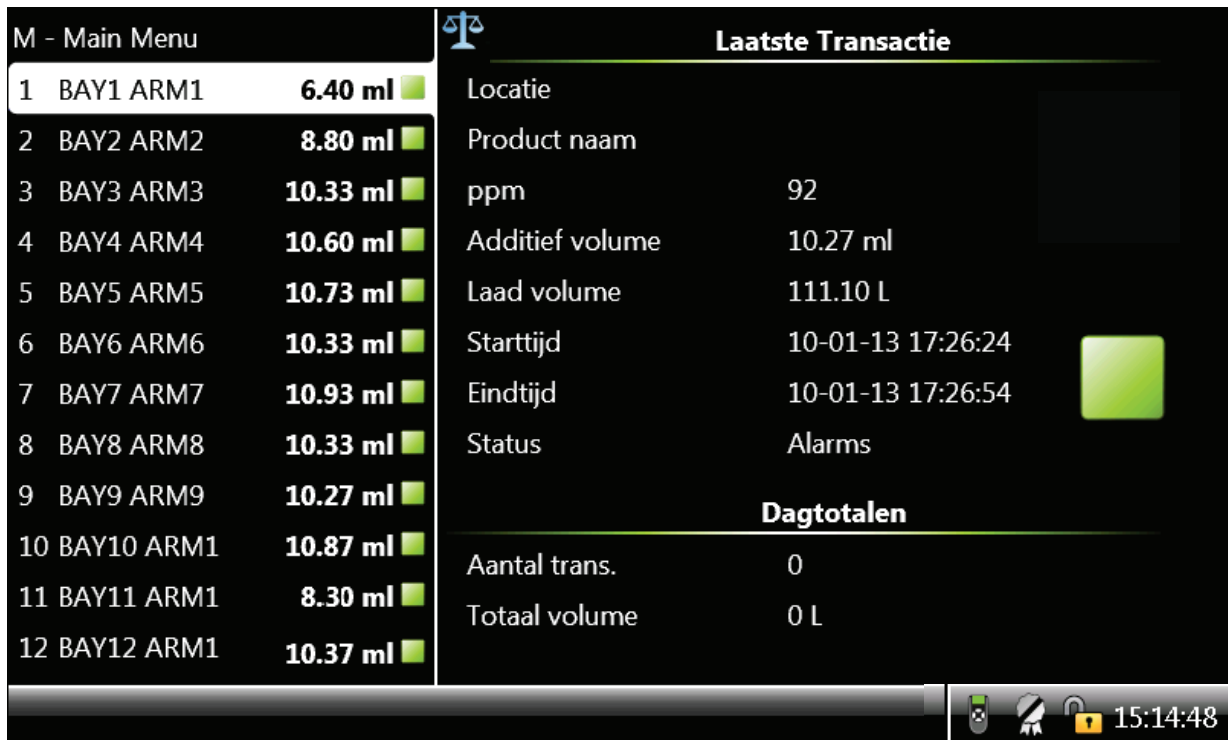 M - Main Menu
1 BAY1 ARM1 6.40 ml
2 BAY2 ARM2 8.80 ml
3 BAY3 ARM3 10.33 ml
4 BAY4 ARM4 10.60 ml
5 BAY5 ARM5 10.73 ml
6 BAY6 ARM6 10.33 ml
7 BAY7 ARM7 10.93 ml
8 BAY8 ARM8 10.33 ml
9 BAY9 ARM9 10.27 ml
10 BAY10 ARM1 10.87 ml
11 BAY11 ARM1 8.30 ml
12 BAY12 ARM1 10.37 ml
Laatste Transactie
Locatie
Product naam
ppm 92
Additief volume 10.27 ml
Laad volume 111.10 L
Starttijd 10-01-13 17:26:24
Eindtijd 10-01-13 17:26:54
Status Alarms
Dagtotalen
Aantal trans. 0
Totaal volume 0 L
15:14:48